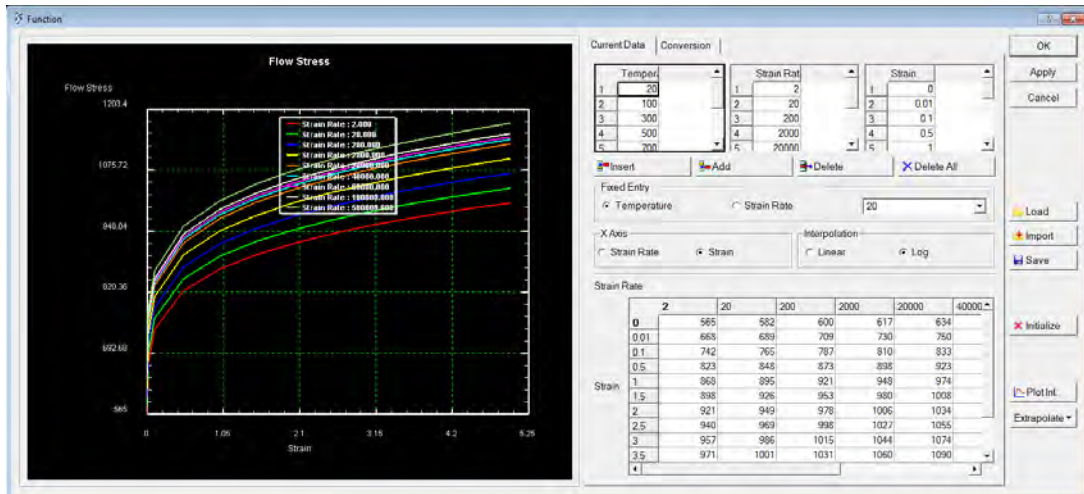 Function
Flow Stress
Flow Stress
1203.4
1075.72
840.04
820.36
692.68
565
0 1.05 2.1 3.15 4.2 5.25
Strain
Strain Rate : 2.000
Strain Rate : 20.000
Strain Rate : 200.000
Strain Rate : 2000.000
Strain Rate : 20000.000
Strain Rate : 40000.000
Strain Rate : 60000.000
Strain Rate : 100000.000
Strain Rate : 500000.000
Current Data Conversion
Temper Strain Rat Strain
1 20 1 2 1 0
2 100 2 20 2 0.01
3 300 3 200 3 0.1
4 500 4 2000 4 0.5
5 700 5 20000 5 1
Insert Add Delete Delete All
Fixed Entry
Temperature Strain Rate 20
X Axis Interpolation
Strain Rate Strain Linear Log
Strain Rate
2 20 200 2000 20000 40000
0 565 582 600 617 634
0.01 668 689 709 730 750
0.1 742 765 787 810 833
0.5 823 848 873 898 923
1 868 895 921 948 974
1.5 898 926 953 980 1008
2 921 949 978 1006 1034
2.5 940 969 998 1027 1055
3 957 986 1015 1044 1074
3.5 971 1001 1031 1060 1090
Strain
OK
Apply
Cancel
Load
Import
Save
Initialize
Plot Int.
Extrapolate